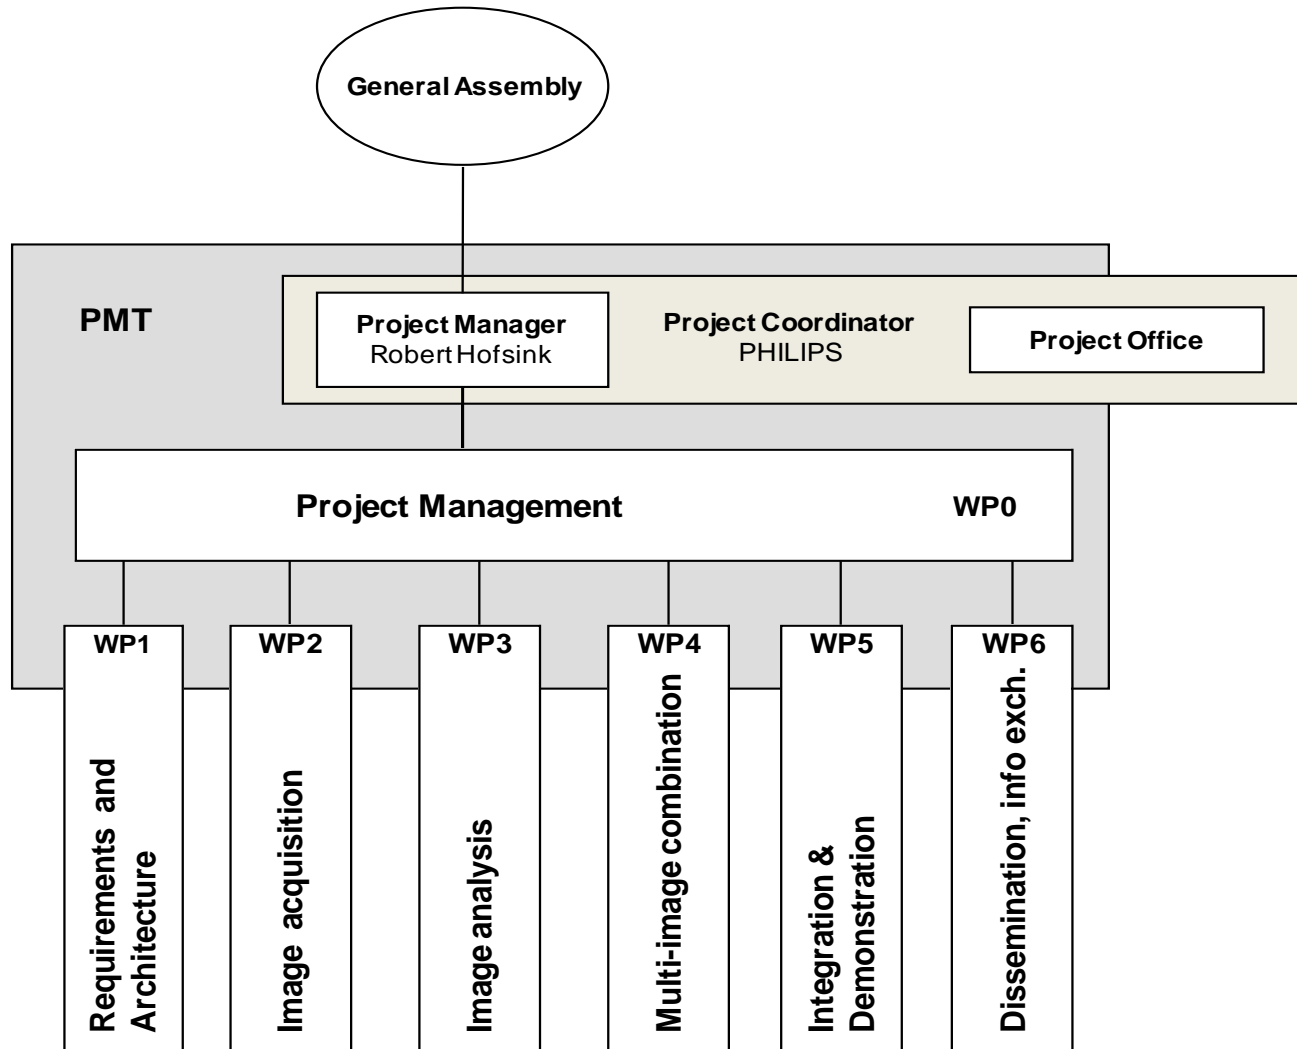 General Assembly
PMT
Project Manager
Robert Hofsink
Project Coordinator
PHILIPS
Project Office
Project Management
WP0
WP1
Requirements and
Architecture
WP2
Image acquisition
WP3
Image analysis
WP4
Multi-image combination
WP5
Integration &
Demonstration
WP6
Dissemination, info exch.